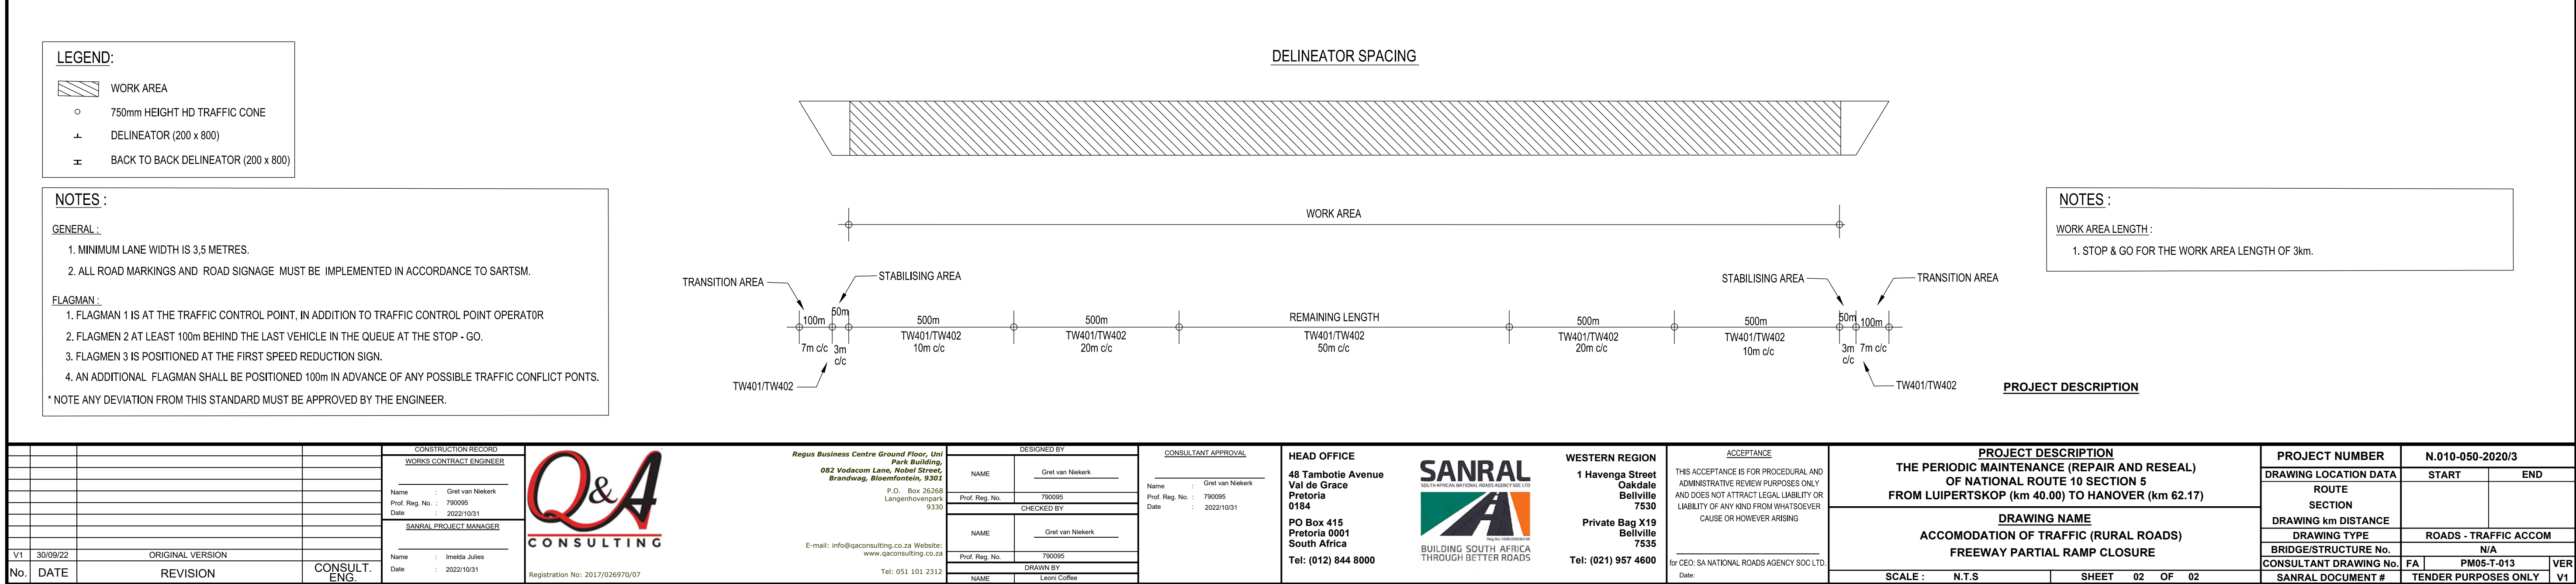 LEGEND:
WORK AREA
750mm HEIGHT HD TRAFFIC CONE
DELINEATOR (200 x 800)
BACK TO BACK DELINEATOR (200 x 800)
NOTES :
GENERAL :
1. MINIMUM LANE WIDTH IS 3,5 METRES.
2. ALL ROAD MARKINGS AND ROAD SIGNAGE MUST BE IMPLEMENTED IN ACCORDANCE TO SARTSM.
FLAGMAN :
1. FLAGMAN 1 IS AT THE TRAFFIC CONTROL POINT, IN ADDITION TO TRAFFIC CONTROL POINT OPERAT0R
2. FLAGMEN 2 AT LEAST 100m BEHIND THE LAST VEHICLE IN THE QUEUE AT THE STOP - GO.
3. FLAGMEN 3 IS POSITIONED AT THE FIRST SPEED REDUCTION SIGN.
4. AN ADDITIONAL FLAGMAN SHALL BE POSITIONED 100m IN ADVANCE OF ANY POSSIBLE TRAFFIC CONFLICT PONTS.
* NOTE ANY DEVIATION FROM THIS STANDARD MUST BE APPROVED BY THE ENGINEER.
DELINEATOR SPACING
WORK AREA
TRANSITION AREA
STABILISING AREA
STABILISING AREA
TRANSITION AREA
100m
50m
500m
500m
REMAINING LENGTH
500m
500m
50m
100m
TW401/TW402
TW401/TW402
TW401/TW402
TW401/TW402
TW401/TW402
7m c/c
3m
c/c
10m c/c
20m c/c
50m c/c
20m c/c
10m c/c
3m
c/c
7m c/c
TW401/TW402
TW401/TW402
NOTES :
WORK AREA LENGTH :
1. STOP & GO FOR THE WORK AREA LENGTH OF 3km.
PROJECT DESCRIPTION
V1 30/09/22 ORIGINAL VERSION
No. DATE REVISION CONSULT. ENG.
CONSTRUCTION RECORD
WORKS CONTRACT ENGINEER
Name : Gret van Niekerk
Prof. Reg. No. : 790095
Date : 2022/10/31
SANRAL PROJECT MANAGER
Name : Imelda Julies
Date : 2022/10/31
Q&A
CONSULTING
Registration No: 2017/026970/07
Regus Business Centre Ground Floor, Uni
Park Building,
082 Vodacom Lane, Nobel Street,
Brandwag, Bloemfontein, 9301
P.O. Box 26268
Langenhovenpark
9330
E-mail: info@qaconsulting.co.za Website:
www.qaconsulting.co.za
Tel: 051 101 2312
DESIGNED BY
NAME Gret van Niekerk
Prof. Reg. No. 790095
CHECKED BY
NAME Gret van Niekerk
Prof. Reg. No. 790095
DRAWN BY
NAME Leoni Coffee
CONSULTANT APPROVAL
Name : Gret van Niekerk
Prof. Reg. No. : 790095
Date : 2022/10/31
HEAD OFFICE
48 Tambotie Avenue
Val de Grace
Pretoria
0184
PO Box 415
Pretoria 0001
South Africa
Tel: (012) 844 8000
SANRAL
SOUTH AFRICAN NATIONAL ROADS AGENCY SOC LTD
BUILDING SOUTH AFRICA
THROUGH BETTER ROADS
WESTERN REGION
1 Havenga Street
Oakdale
Bellville
7530
Private Bag X19
Bellville
7535
Tel: (021) 957 4600
ACCEPTANCE
THIS ACCEPTANCE IS FOR PROCEDURAL AND
ADMINISTRATIVE REVIEW PURPOSES ONLY
AND DOES NOT ATTRACT LEGAL LIABILITY OR
LIABILITY OF ANY KIND FROM WHATSOEVER
CAUSE OR HOWEVER ARISING
for CEO: SA NATIONAL ROADS AGENCY SOC LTD.
Date:
PROJECT DESCRIPTION
THE PERIODIC MAINTENANCE (REPAIR AND RESEAL)
OF NATIONAL ROUTE 10 SECTION 5
FROM LUIPERTSKOP (km 40.00) TO HANOVER (km 62.17)
DRAWING NAME
ACCOMODATION OF TRAFFIC (RURAL ROADS)
FREEWAY PARTIAL RAMP CLOSURE
SCALE : N.T.S SHEET 02 OF 02
PROJECT NUMBER N.010-050-2020/3
DRAWING LOCATION DATA START END
ROUTE
SECTION
DRAWING km DISTANCE
DRAWING TYPE ROADS - TRAFFIC ACCOM
BRIDGE/STRUCTURE No. N/A
CONSULTANT DRAWING No. FA PM05-T-013 VER.
SANRAL DOCUMENT # TENDER PURPOSES ONLY V1